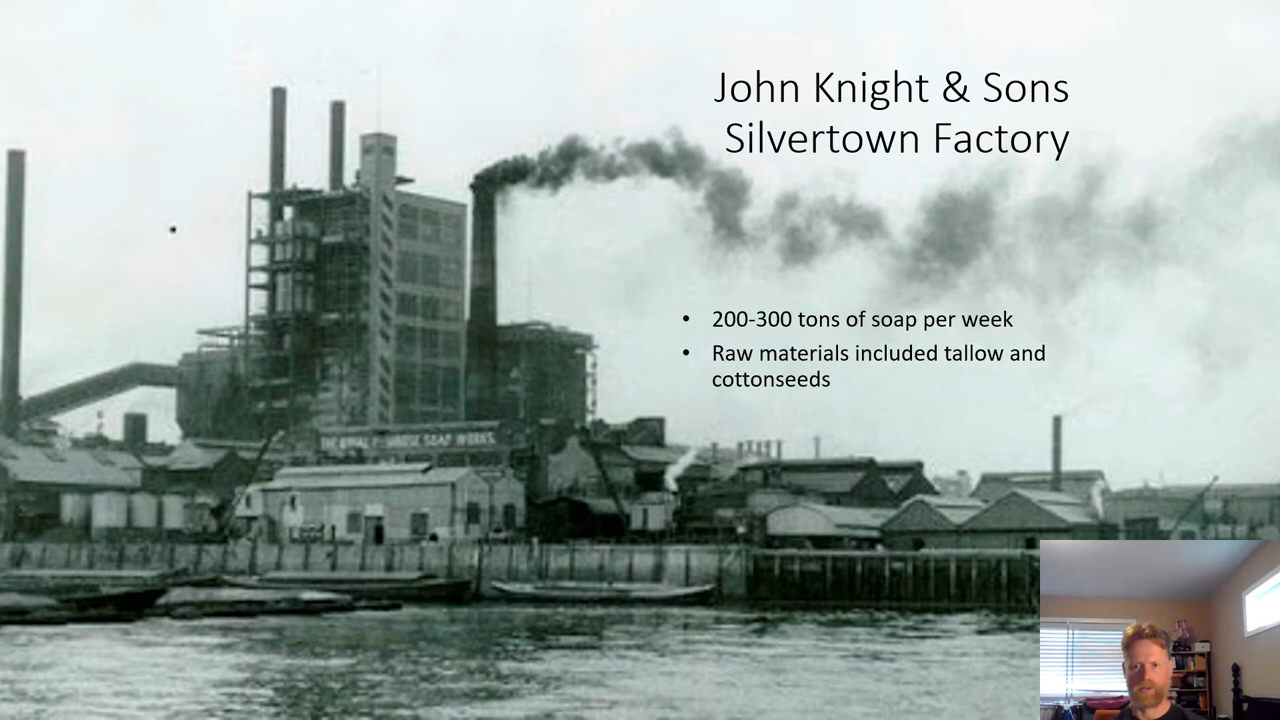 John Knight & Sons
Silvertown Factory
• 200-300 tons of soap per week
• Raw materials included tallow and
cottonseeds
THE ROYAL PRIMROSE SOAP WORKS.